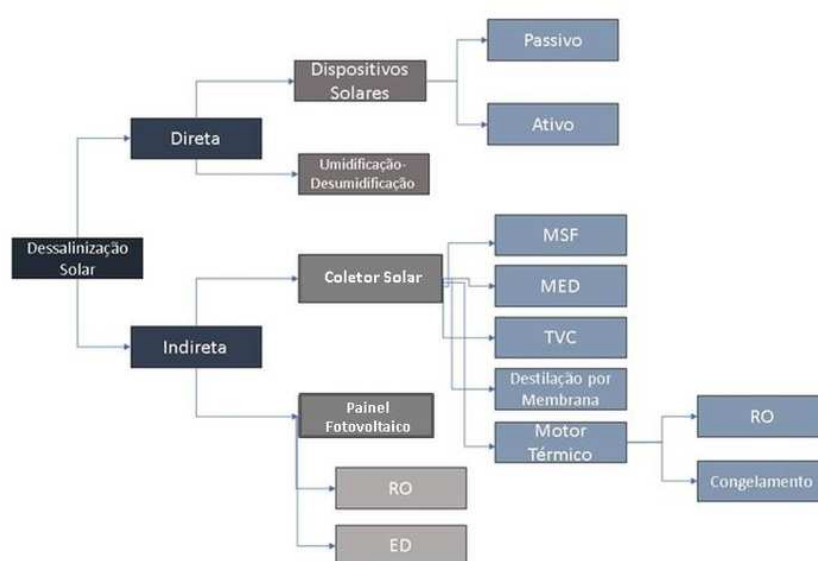 Passivo
Dispositivos
Solares
Ativo
Direta
Umidificação-
Desumidificação
MSF
Dessalinização
Solar
Coletor Solar
MED
TVC
Indireta
Destilação por
Membrana
Painel
Fotovoltaico
Motor
Térmico
RO
RO
Congelamento
ED